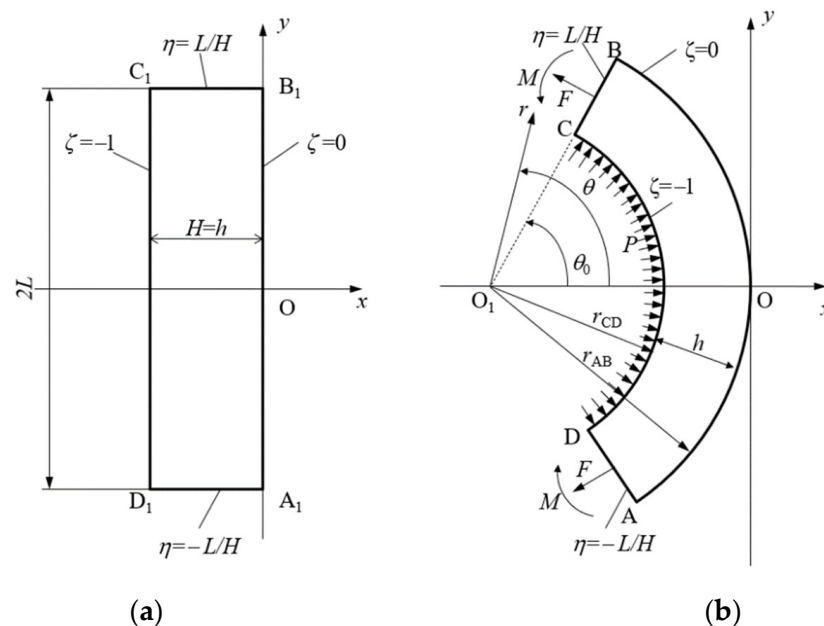 y
η= L/H
C1
B1
ζ=–1
ζ=0
H=h
2L
O
x
D1
A1
η=–L/H
(a)
y
η=L/H
B
ζ=0
M
F
r
C
θ
ζ=–1
P
θ0
O1
O
x
rCD
h
rAB
D
F
M
A
η=–L/H
(b)